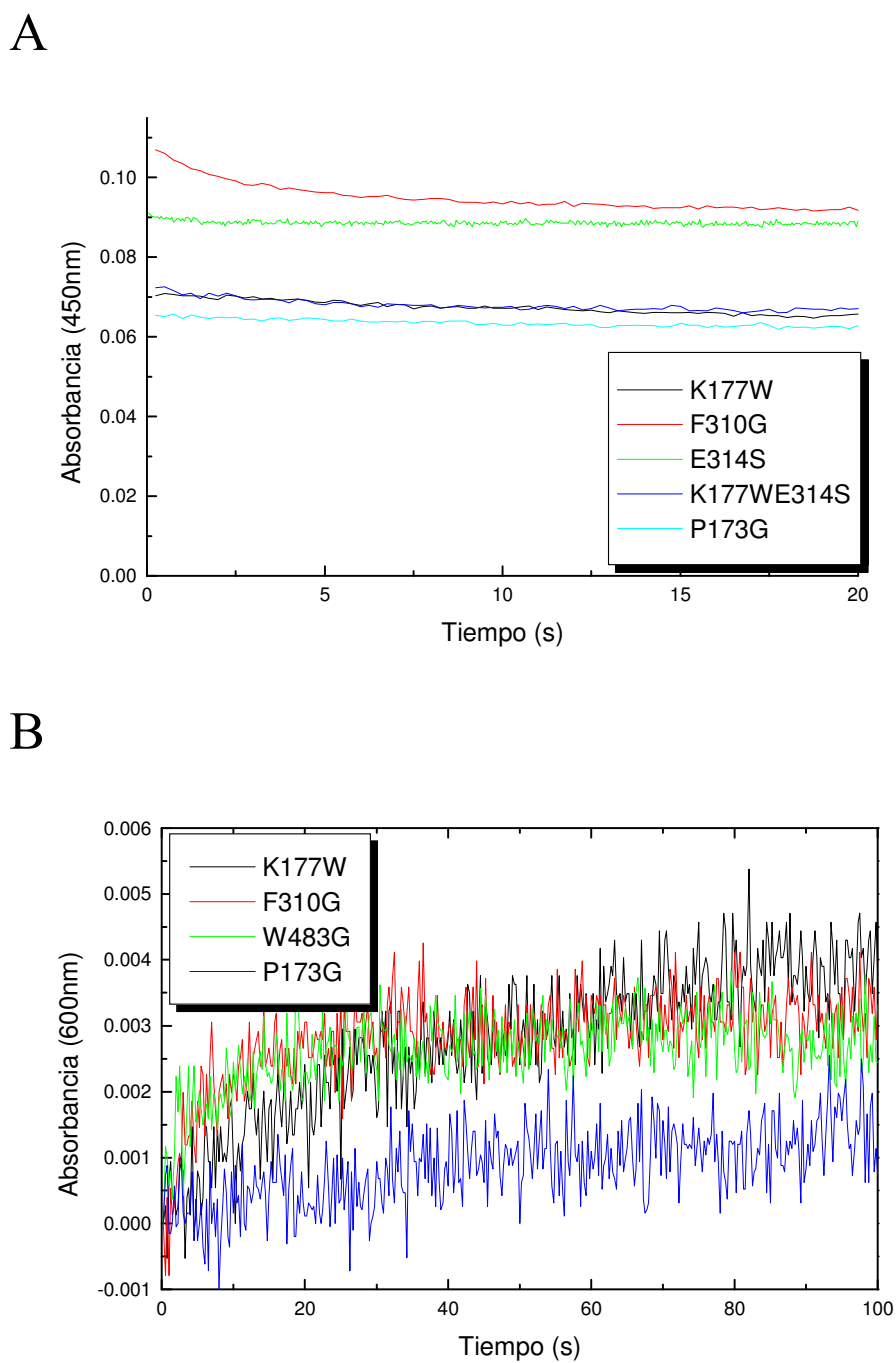 A
Absorbancia (450nm)
0.10
0.08
0.06
0.04
0.02
0.00
K177W
F310G
E314S
K177WE314S
P173G
0 5 10 15 20
Tiempo (s)
B
Absorbancia (600nm)
0.006
0.005
0.004
0.003
0.002
0.001
0.000
-0.001
K177W
F310G
W483G
P173G
0 20 40 60 80 100
Tiempo (s)